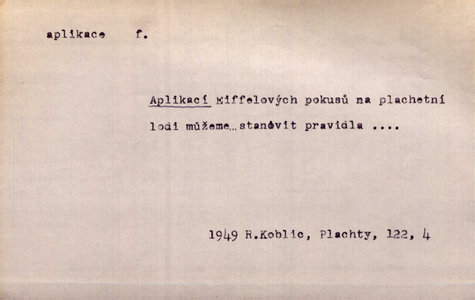 aplikace f.
Aplikací Eiffelových pokusů na plachetní
lodi můžeme...stanovit pravidla ....
1949 R.Koblic, Plachty, 122, 4